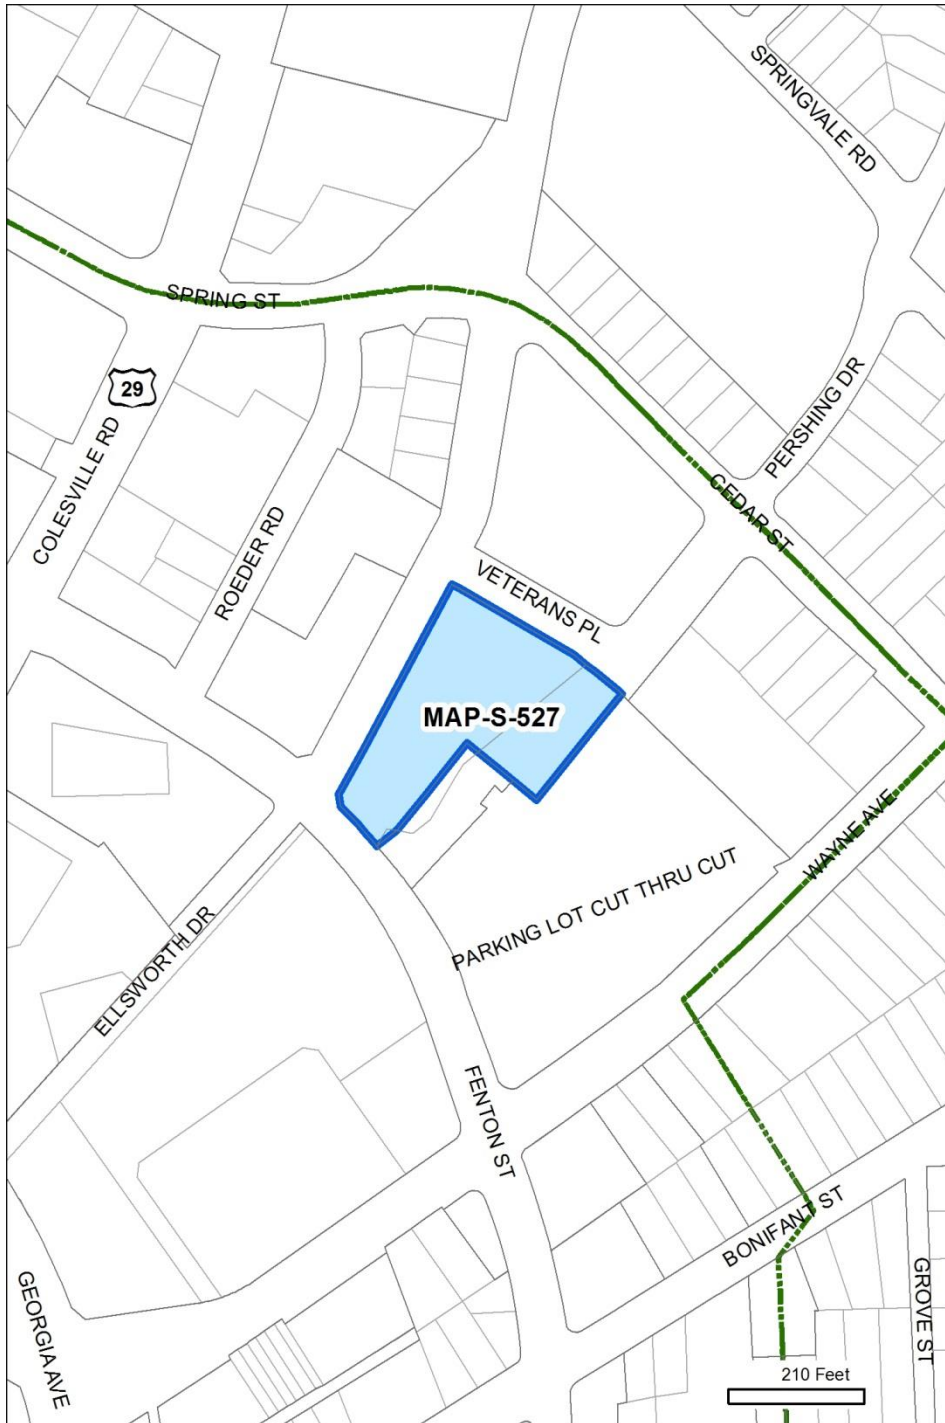 SPRINGVALE RD
SPRING ST
29
COLESVILLE RD
PERSHING DR
CEDAR ST
ROEDER RD
VETERANS PL
MAP-S-527
WAYNE AVE
PARKING LOT CUT THRU CUT
ELLSWORTH DR
FENTON ST
BONIFANT ST
GROVE ST
GEORGIA AVE
210 Feet